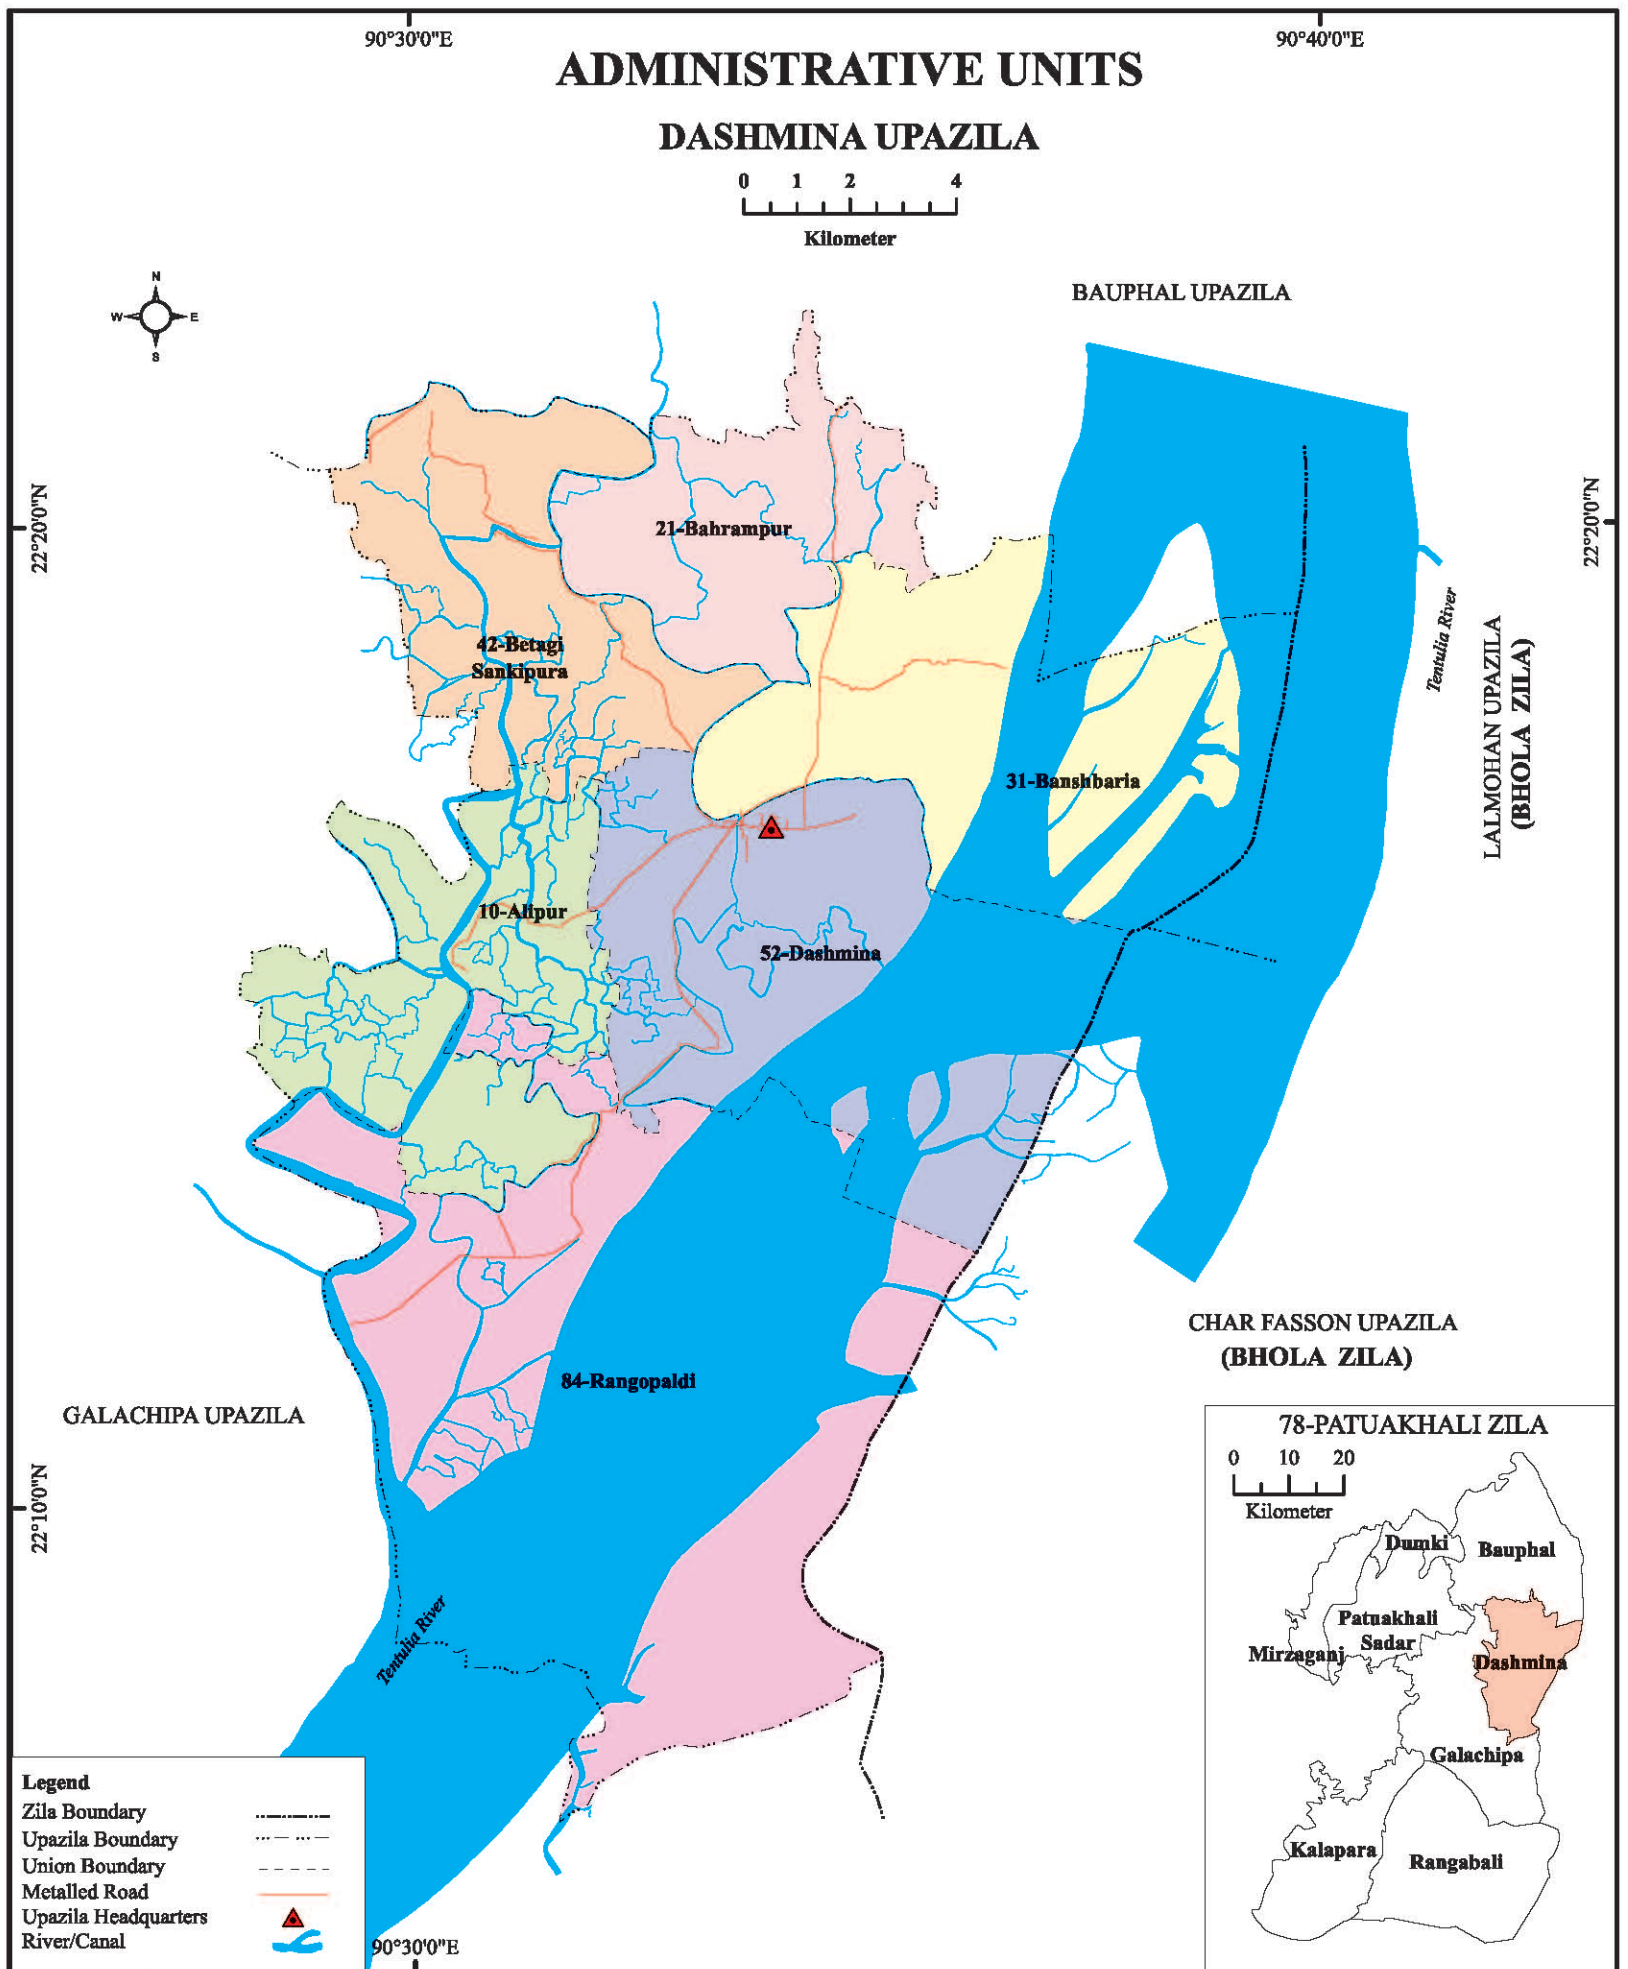 90°30'0"E
90°40'0"E
ADMINISTRATIVE UNITS
DASHMINA UPAZILA
0 1 2 4
Kilometer
N
W E
S
BAUPHAL UPAZILA
22°20'0"N
22°20'0"N
21-Bahrampur
Tentulia River
LALMOHAN UPAZILA
(BHOLA ZILA)
42-Betagi
Sankipura
31-Banshbaria
10-Alipur
52-Dashmina
CHAR FASSON UPAZILA
(BHOLA ZILA)
84-Rangopaldi
GALACHIPA UPAZILA
22°10'0"N
Tentulia River
78-PATUAKHALI ZILA
0 10 20
Kilometer
Dumki
Bauphal
Patuakhali
Sadar
Mirzaganj
Dashmina
Galachipa
Kalapara
Rangabali
Legend
Zila Boundary
Upazila Boundary
Union Boundary
Metalled Road
Upazila Headquarters
River/Canal
90°30'0"E